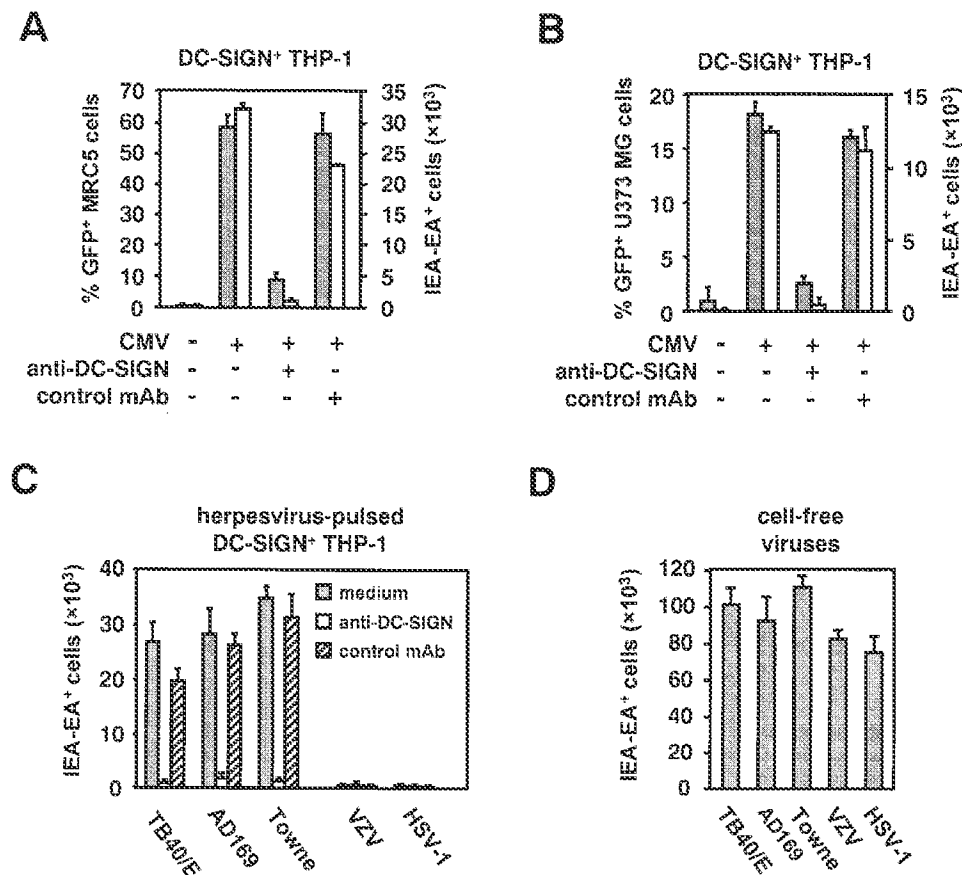 A
DC-SIGN+ THP-1
% GFP+ MRC5 cells
70
60
50
40
30
20
10
0
IEA-EA+ cells (×10³)
35
30
25
20
15
10
5
0
CMV - + + +
anti-DC-SIGN - - + -
control mAb - - - +
B
DC-SIGN+ THP-1
% GFP+ U373 MG cells
20
15
10
5
0
IEA-EA+ cells (×10³)
15
10
5
0
CMV - + + +
anti-DC-SIGN - - + -
control mAb - - - +
C
herpesvirus-pulsed
DC-SIGN+ THP-1
IEA-EA+ cells (×10³)
40
30
20
10
0
medium
anti-DC-SIGN
control mAb
TB40/E
AD169
Towne
VZV
HSV-1
D
cell-free
viruses
IEA-EA+ cells (×10³)
120
100
80
60
40
20
0
TB40/E
AD169
Towne
VZV
HSV-1